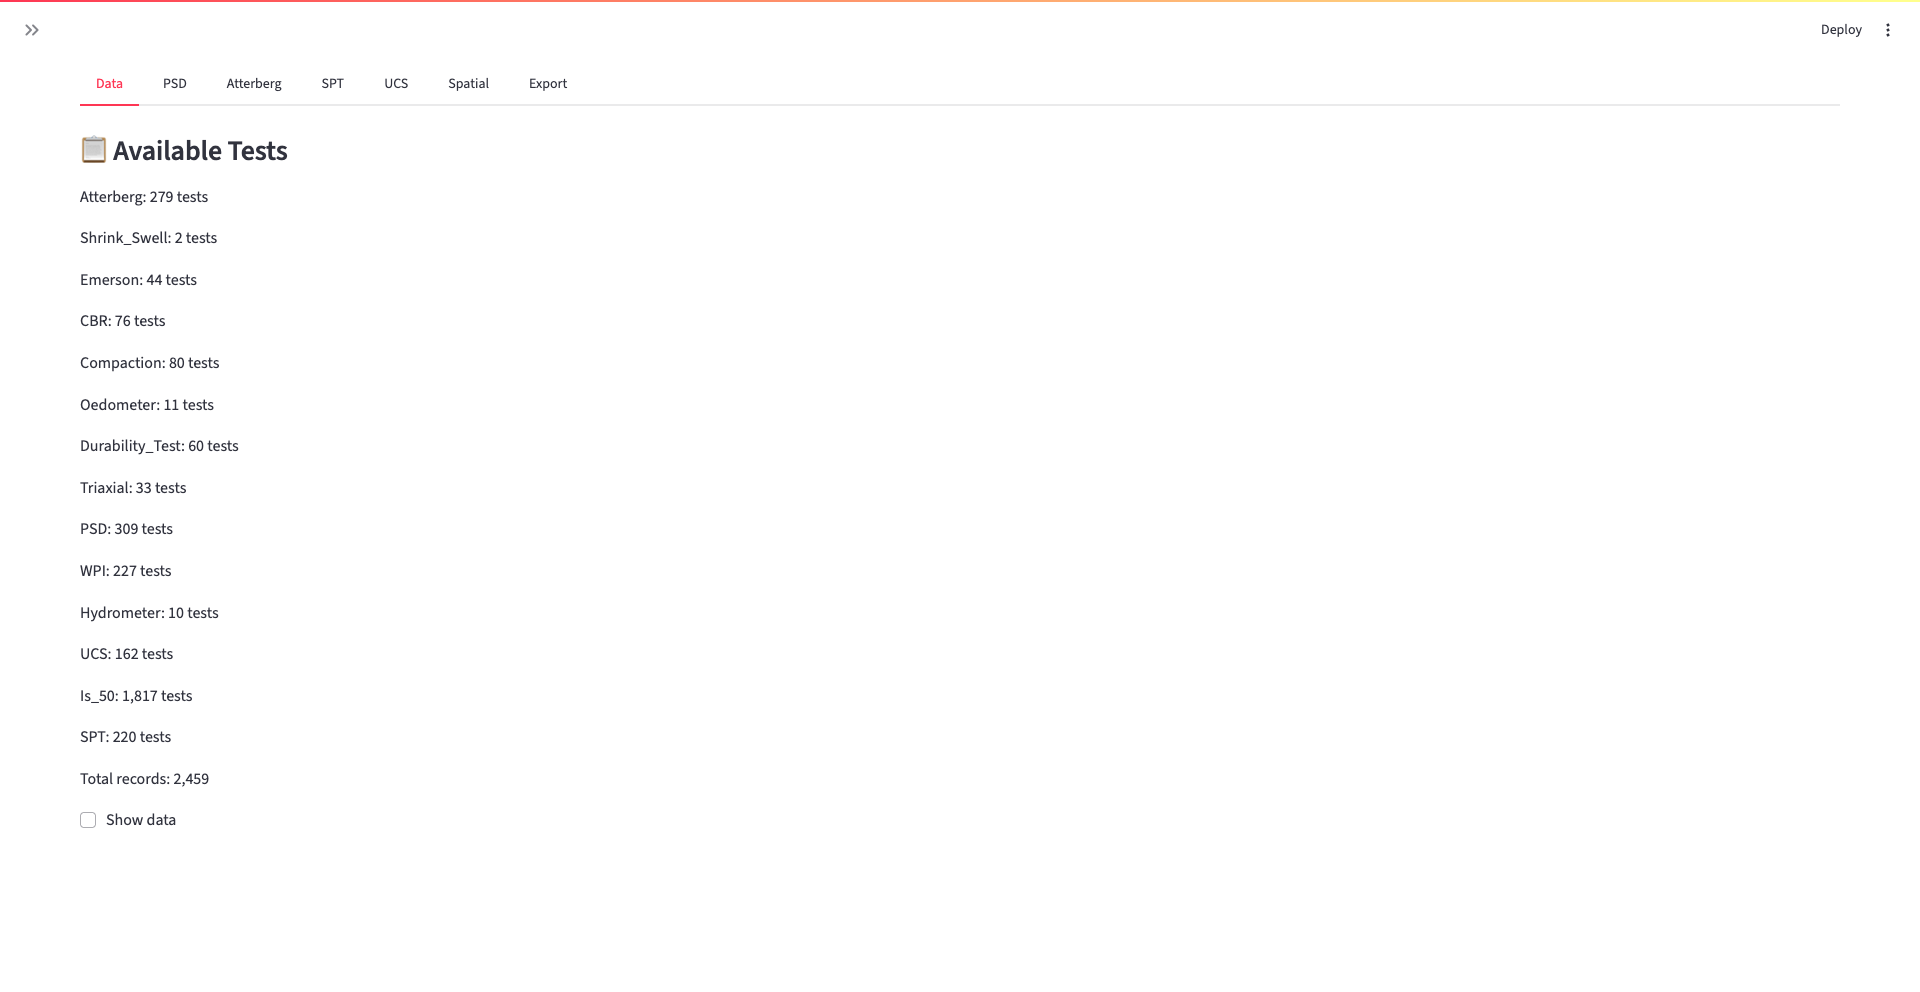 Deploy
Data PSD Atterberg SPT UCS Spatial Export
📋 Available Tests
Atterberg: 279 tests
Shrink_Swell: 2 tests
Emerson: 44 tests
CBR: 76 tests
Compaction: 80 tests
Oedometer: 11 tests
Durability_Test: 60 tests
Triaxial: 33 tests
PSD: 309 tests
WPI: 227 tests
Hydrometer: 10 tests
UCS: 162 tests
Is_50: 1,817 tests
SPT: 220 tests
Total records: 2,459
Show data